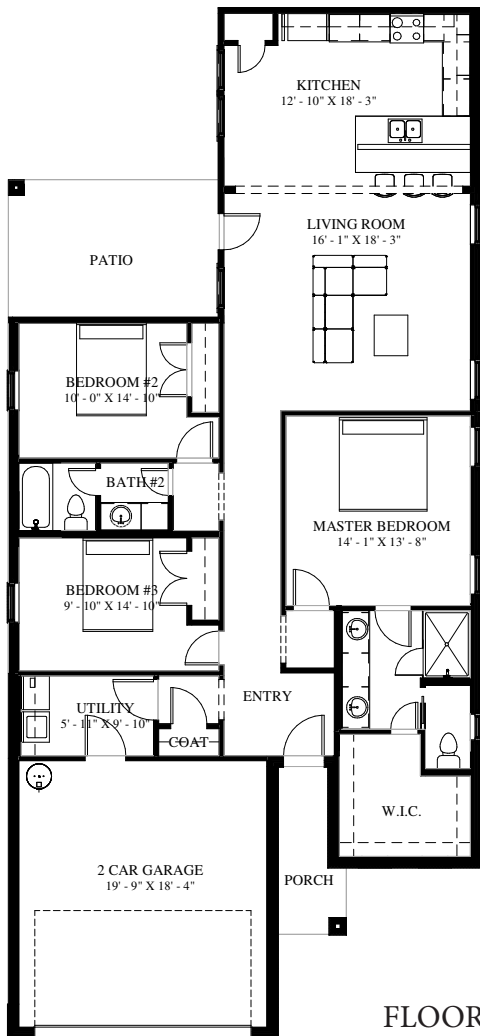 KITCHEN
12' - 10" X 18' - 3"
LIVING ROOM
16' - 1" X 18' - 3"
PATIO
BEDROOM #2
10' - 0" X 14' - 10"
BATH #2
MASTER BEDROOM
14' - 1" X 13' - 8"
BEDROOM #3
9' - 10" X 14' - 10"
ENTRY
UTILITY
5' - 11" X 9' - 10"
COAT
W.I.C.
2 CAR GARAGE
19' - 9" X 18' - 4"
PORCH
FLOOR